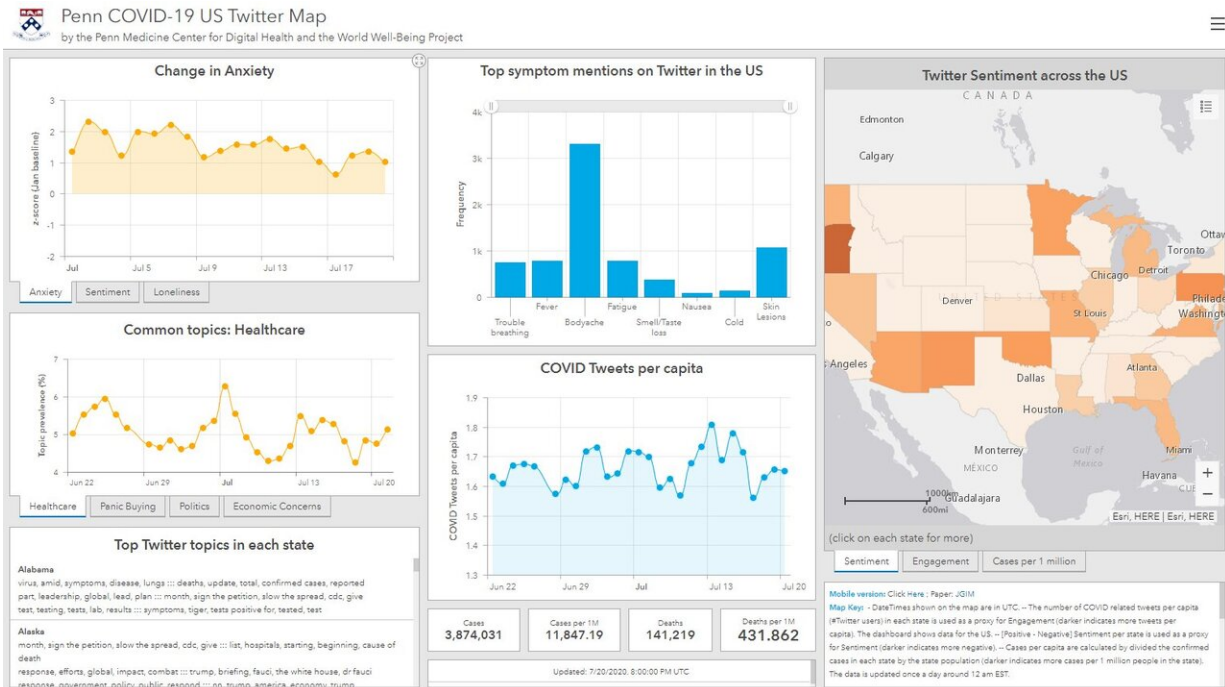 Penn COVID-19 US Twitter Map
by the Penn Medicine Center for Digital Health and the World Well-Being Project
Change in Anxiety
z-score (Jan baseline)
3
2
1
0
-1
-2
Jul
Jul 5
Jul 9
Jul 13
Jul 17
Anxiety
Sentiment
Loneliness
Common topics: Healthcare
Topic prevalence (%)
7
6
5
4
Jun 22
Jun 29
Jul
Jul 13
Jul 20
Healthcare
Panic Buying
Politics
Economic Concerns
Top Twitter topics in each state
Alabama
virus, amid, symptoms, disease, lungs ::: deaths, update, total, confirmed cases, reported
part, leadership, global, lead, plan ::: month, sign the petition, slow the spread, cdc, give
test, testing, tests, lab, results ::: symptoms, tiger, tests positive for, tested, test
Alaska
month, sign the petition, slow the spread, cdc, give ::: list, hospitals, starting, beginning, cause of
death
response, efforts, global, impact, combat ::: trump, briefing, fauci, the white house, dr fauci
response, government, policy, public, respond ::: on, trump, america, economy, trump
Top symptom mentions on Twitter in the US
Frequency
4k
3k
2k
1k
0
Trouble
breathing
Fever
Bodyache
Fatigue
Smell/Taste
loss
Nausea
Cold
Skin
Lesions
COVID Tweets per capita
COVID Tweets per capita
1.9
1.8
1.7
1.6
1.5
1.4
1.3
Jun 22
Jun 29
Jul
Jul 13
Jul 20
Cases
3,874,031
Cases per 1M
11,847.19
Deaths
141,219
Deaths per 1M
431.862
Updated: 7/20/2020, 8:00:00 PM UTC
Twitter Sentiment across the US
CANADA
Edmonton
Calgary
Ottaw
Toronto
Chicago
Detroit
UNITED STATES
Denver
St Louis
Philade
Washingt
o
Angeles
Atlanta
Dallas
Houston
Monterrey
MÉXICO
Gulf of
Mexico
Miami
Havana
CUB
Guadalajara
1000km
600mi
+
−
Esri, HERE | Esri, HERE
(click on each state for more)
Sentiment
Engagement
Cases per 1 million
Mobile version: Click Here ; Paper: JGIM
Map Key: - DateTimes shown on the map are in UTC. -- The number of COVID related tweets per capita
(#Twitter users) in each state is used as a proxy for Engagement (darker indicates more tweets per
capita). The dashboard shows data for the US. -- [Positive - Negative] Sentiment per state is used as a proxy
for Sentiment (darker indicates more negative). -- Cases per capita are calculated by divided the confirmed
cases in each state by the state population (darker indicates more cases per 1 million people in the state).
The data is updated once a day around 12 am EST.